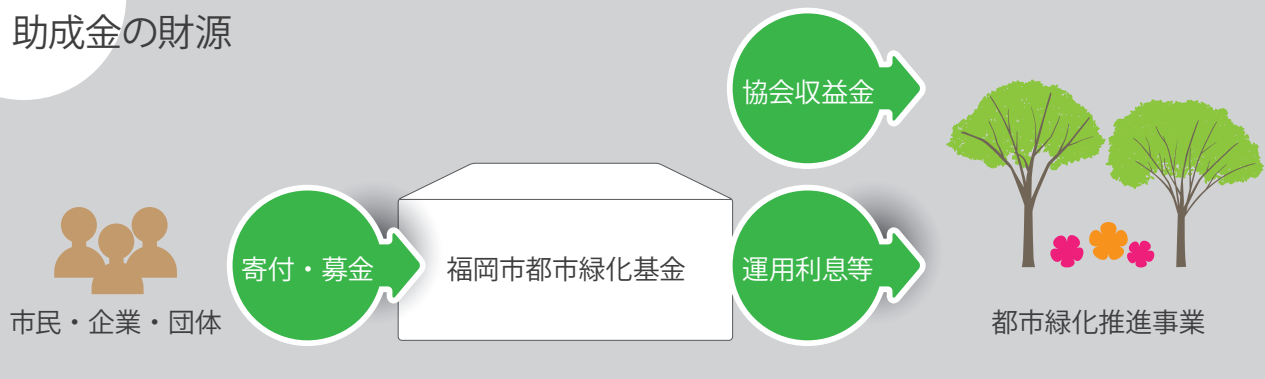 助成金の財源
協会収益金
寄付・募金
福岡市都市緑化基金
運用利息等
市民・企業・団体
都市緑化推進事業